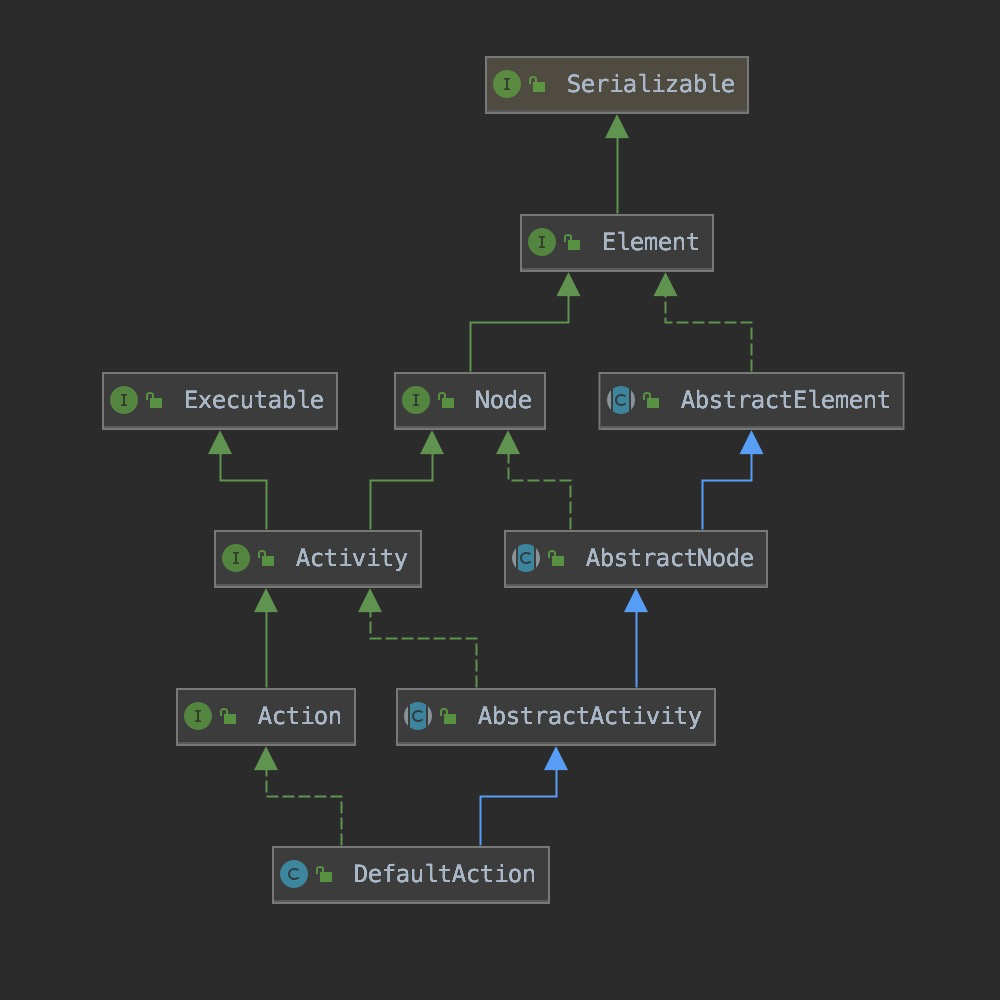 I Serializable
I Element
I Executable
I Node
C AbstractElement
I Activity
C AbstractNode
I Action
C AbstractActivity
C DefaultAction